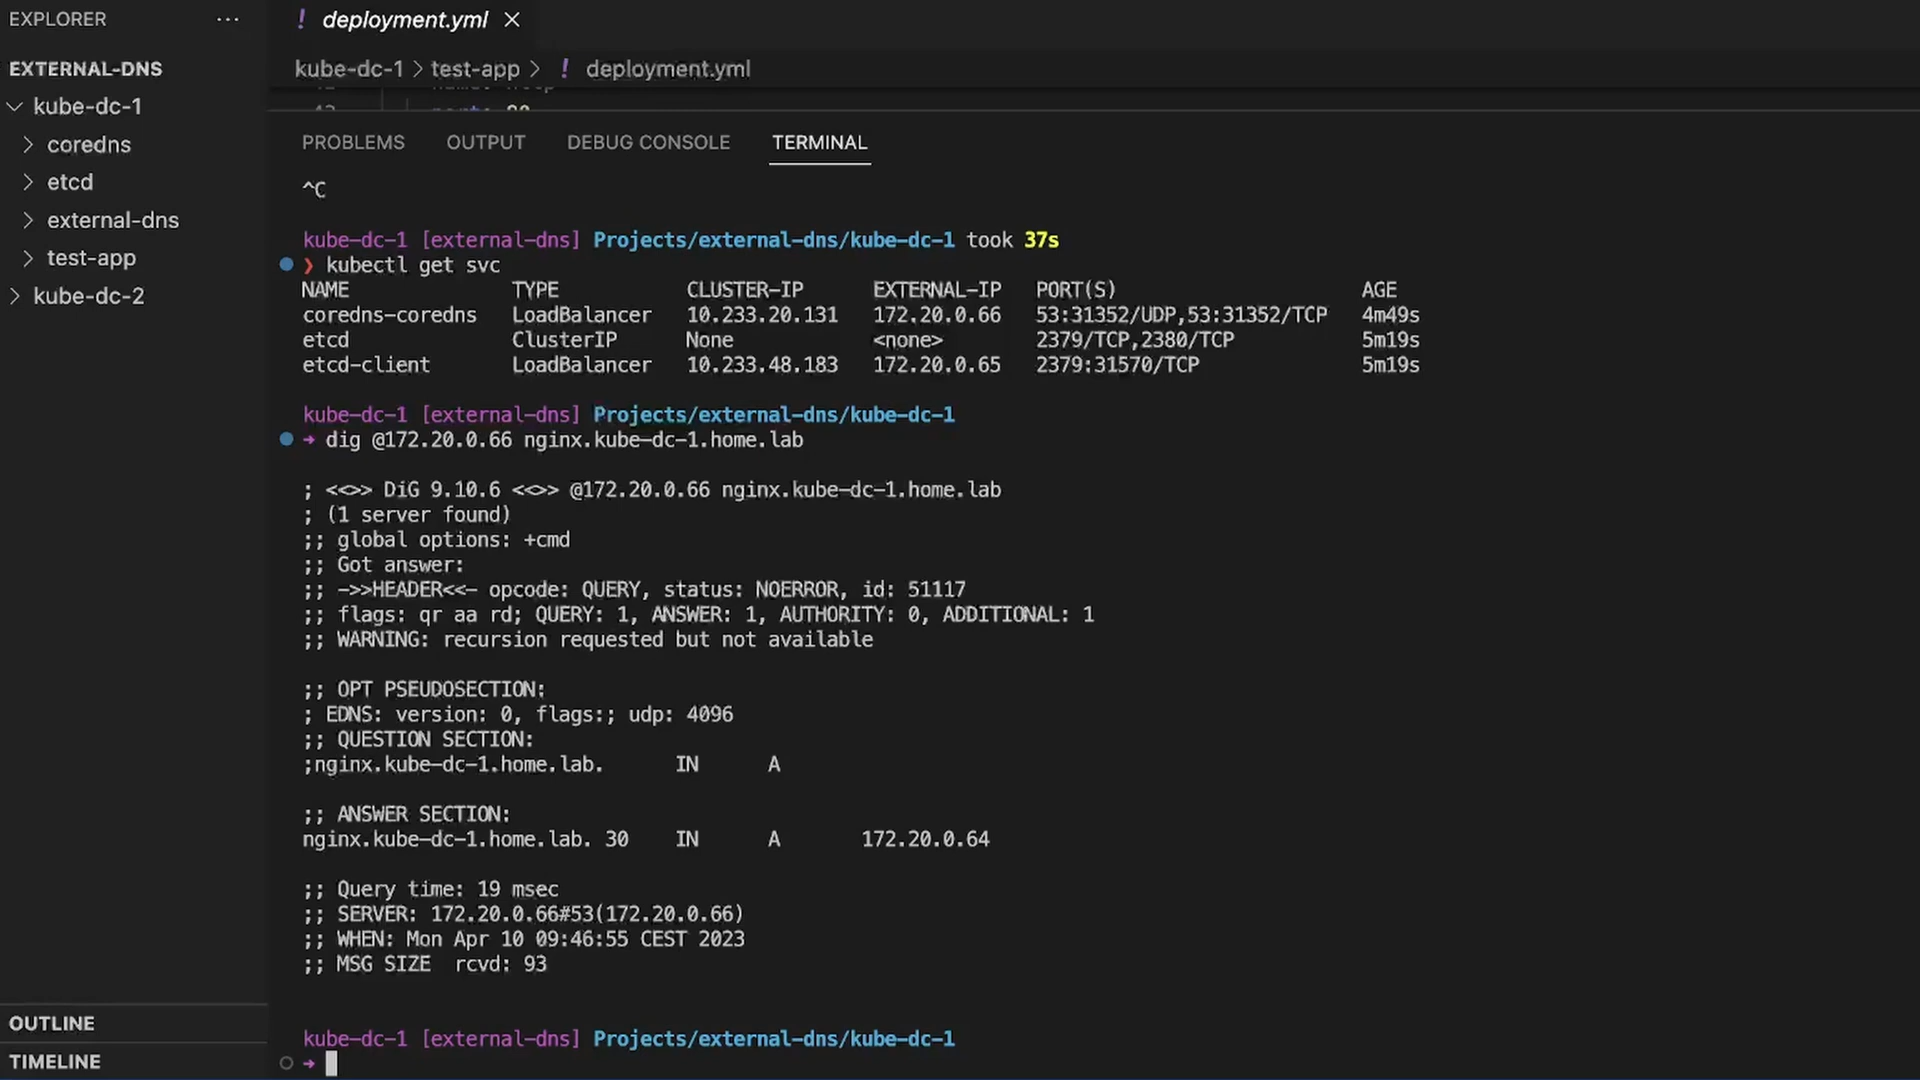 EXPLORER ···
EXTERNAL-DNS
kube-dc-1
coredns
etcd
external-dns
test-app
kube-dc-2
OUTLINE
TIMELINE
! deployment.yml ×
kube-dc-1 > test-app > ! deployment.yml
PROBLEMS OUTPUT DEBUG CONSOLE TERMINAL
^C
kube-dc-1 [external-dns] Projects/external-dns/kube-dc-1 took 37s
❯ kubectl get svc
NAME TYPE CLUSTER-IP EXTERNAL-IP PORT(S) AGE
coredns-coredns LoadBalancer 10.233.20.131 172.20.0.66 53:31352/UDP,53:31352/TCP 4m49s
etcd ClusterIP None <none> 2379/TCP,2380/TCP 5m19s
etcd-client LoadBalancer 10.233.48.183 172.20.0.65 2379:31570/TCP 5m19s
kube-dc-1 [external-dns] Projects/external-dns/kube-dc-1
➜ dig @172.20.0.66 nginx.kube-dc-1.home.lab
; <<>> DiG 9.10.6 <<>> @172.20.0.66 nginx.kube-dc-1.home.lab
; (1 server found)
;; global options: +cmd
;; Got answer:
;; ->>HEADER<<- opcode: QUERY, status: NOERROR, id: 51117
;; flags: qr aa rd; QUERY: 1, ANSWER: 1, AUTHORITY: 0, ADDITIONAL: 1
;; WARNING: recursion requested but not available
;; OPT PSEUDOSECTION:
; EDNS: version: 0, flags:; udp: 4096
;; QUESTION SECTION:
;nginx.kube-dc-1.home.lab. IN A
;; ANSWER SECTION:
nginx.kube-dc-1.home.lab. 30 IN A 172.20.0.64
;; Query time: 19 msec
;; SERVER: 172.20.0.66#53(172.20.0.66)
;; WHEN: Mon Apr 10 09:46:55 CEST 2023
;; MSG SIZE rcvd: 93
kube-dc-1 [external-dns] Projects/external-dns/kube-dc-1
➜